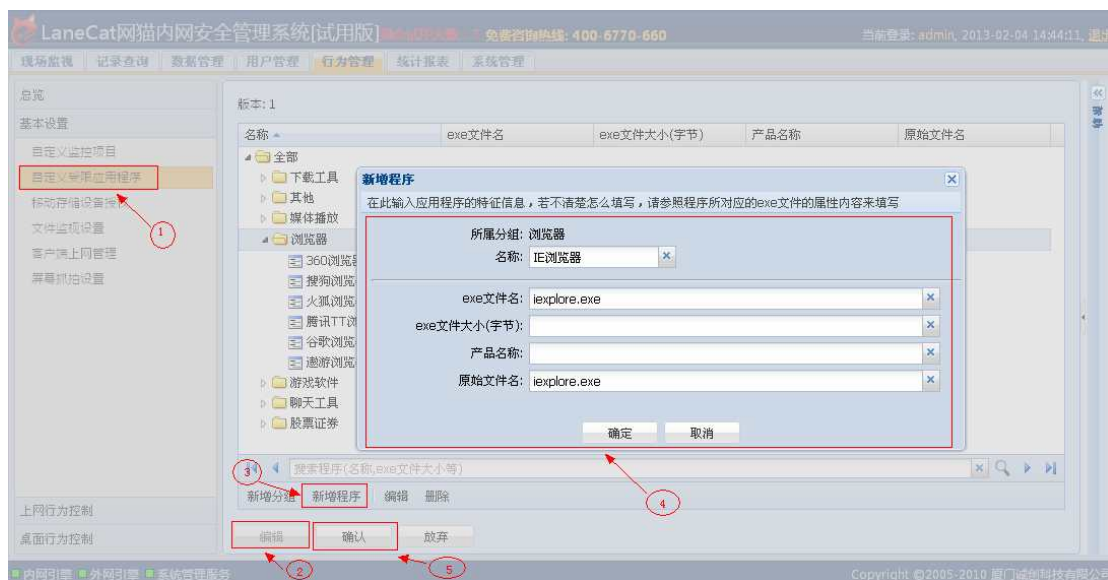 LaneCat网猫内网安全管理系统[试用版]
免费咨询热线: 400-6770-660
当前登录: admin, 2013-02-04 14:44:11, 退出
现场监视 记录查询 数据管理 用户管理 行为管理 统计报表 系统管理
总览
基本设置
自定义监控项目
自定义受限应用程序
移动存储设备授权
文件监视设置
客户端上网管理
屏幕抓拍设置
上网行为控制
桌面行为控制
版本: 1
名称 exe文件名 exe文件大小(字节) 产品名称 原始文件名
全部
下载工具
其他
媒体播放
浏览器
360浏览器
搜狗浏览
火狐浏览
腾讯TT浏
谷歌浏览
遨游浏览
游戏软件
聊天工具
股票证券
新增程序
在此输入应用程序的特征信息，若不清楚怎么填写，请参照程序所对应的exe文件的属性内容来填写
所属分组: 浏览器
名称: IE浏览器
exe文件名: iexplore.exe
exe文件大小(字节):
产品名称:
原始文件名: iexplore.exe
确定 取消
搜索程序(名称,exe文件大小等)
新增分组 新增程序 编辑 删除
编辑 确认 放弃
1
2
3
4
5
帮助
内网引擎 外网引擎 系统管理服务
Copyright ©2005-2010 厦门诚创科技有限公司